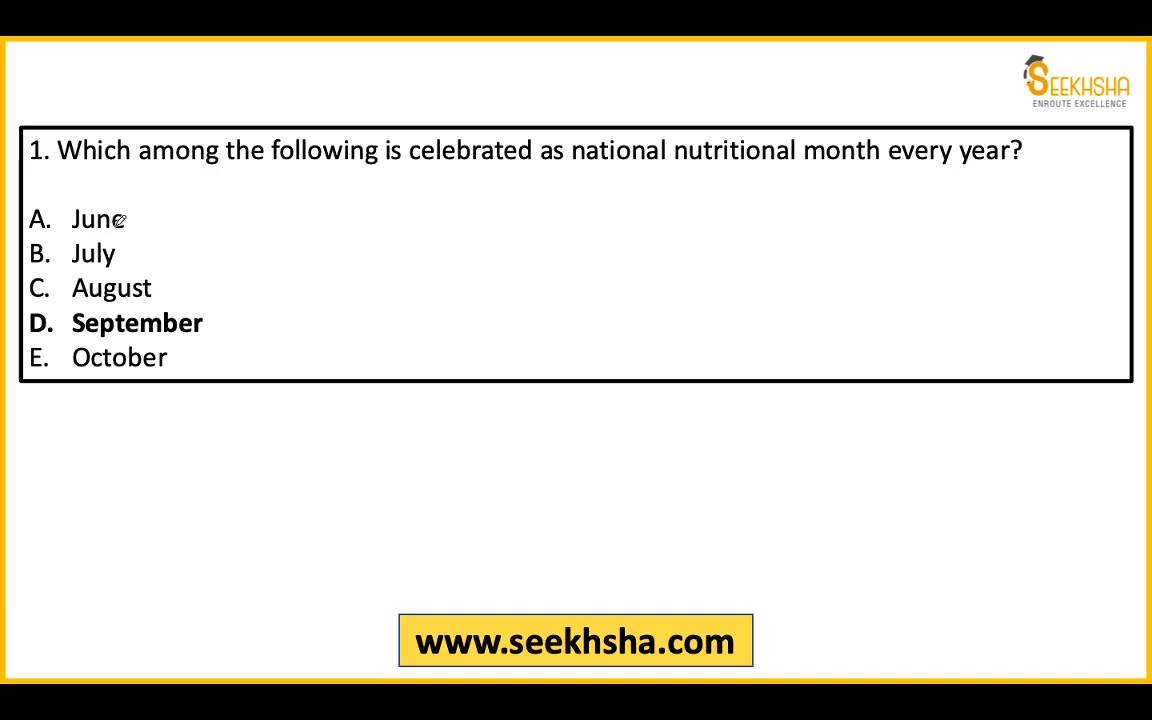 SEEKHSHA
ENROUTE EXCELLENCE
1. Which among the following is celebrated as national nutritional month every year?
A. June
B. July
C. August
D. September
E. October
www.seekhsha.com